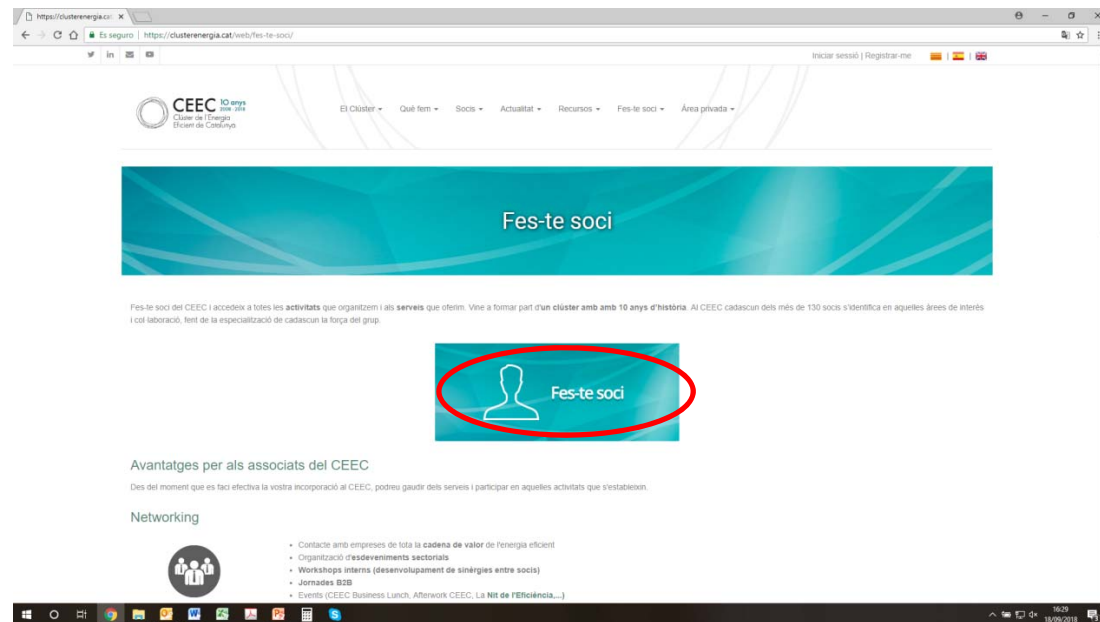 https://clusterenergia.cat
Es seguro | https://clusterenergia.cat/web/fes-te-soci/
Iniciar sessió | Registrar-me
CEEC 10 anys
2008 - 2018
Clúster de l'Energia
Eficient de Catalunya
El Clúster Què fem Socis Actualitat Recursos Fes-te soci Área privada
Fes-te soci
Fes-te soci del CEEC i accedeix a totes les activitats que organitzem i als serveis que oferim. Vine a formar part d'un clúster amb amb 10 anys d'història. Al CEEC cadascun dels més de 130 socis s'identifica en aquelles àrees de interès
i col·laboració, fent de la especialització de cadascun la força del grup.
Fes-te soci
Avantatges per als associats del CEEC
Des del moment que es faci efectiva la vostra incorporació al CEEC, podreu gaudir dels serveis i participar en aquelles activitats que s'estableixin.
Networking
• Contacte amb empreses de tota la cadena de valor de l'energia eficient
• Organització d'esdeveniments sectorials
• Workshops interns (desenvolupament de sinèrgies entre socis)
• Jornades B2B
• Events (CEEC Business Lunch, Afterwork CEEC, La Nit de l'Eficiència,...)
16:29
18/09/2018